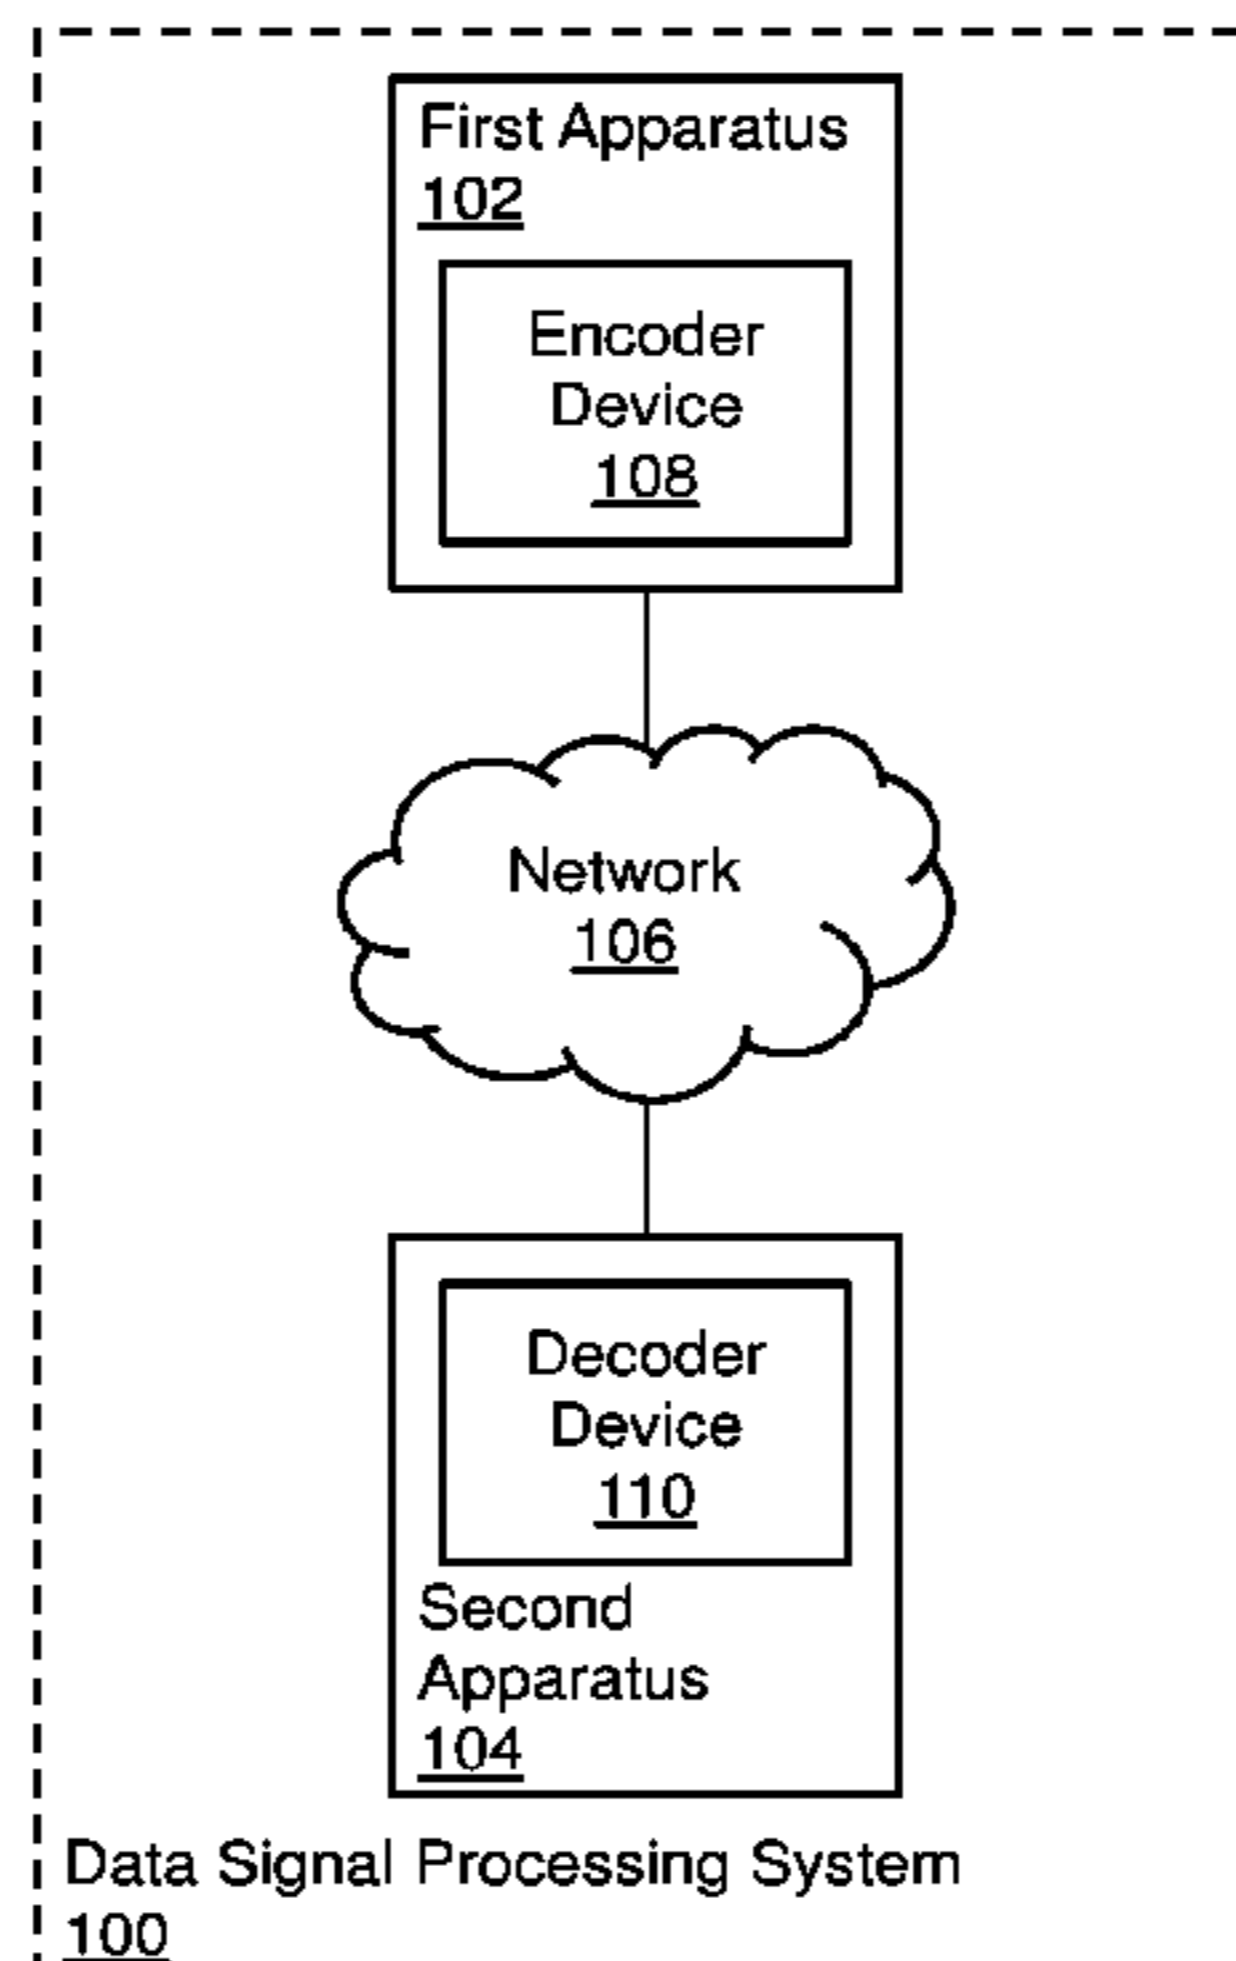 First Apparatus
102
Encoder
Device
108
Network
106
Decoder
Device
110
Second
Apparatus
104
Data Signal Processing System
100